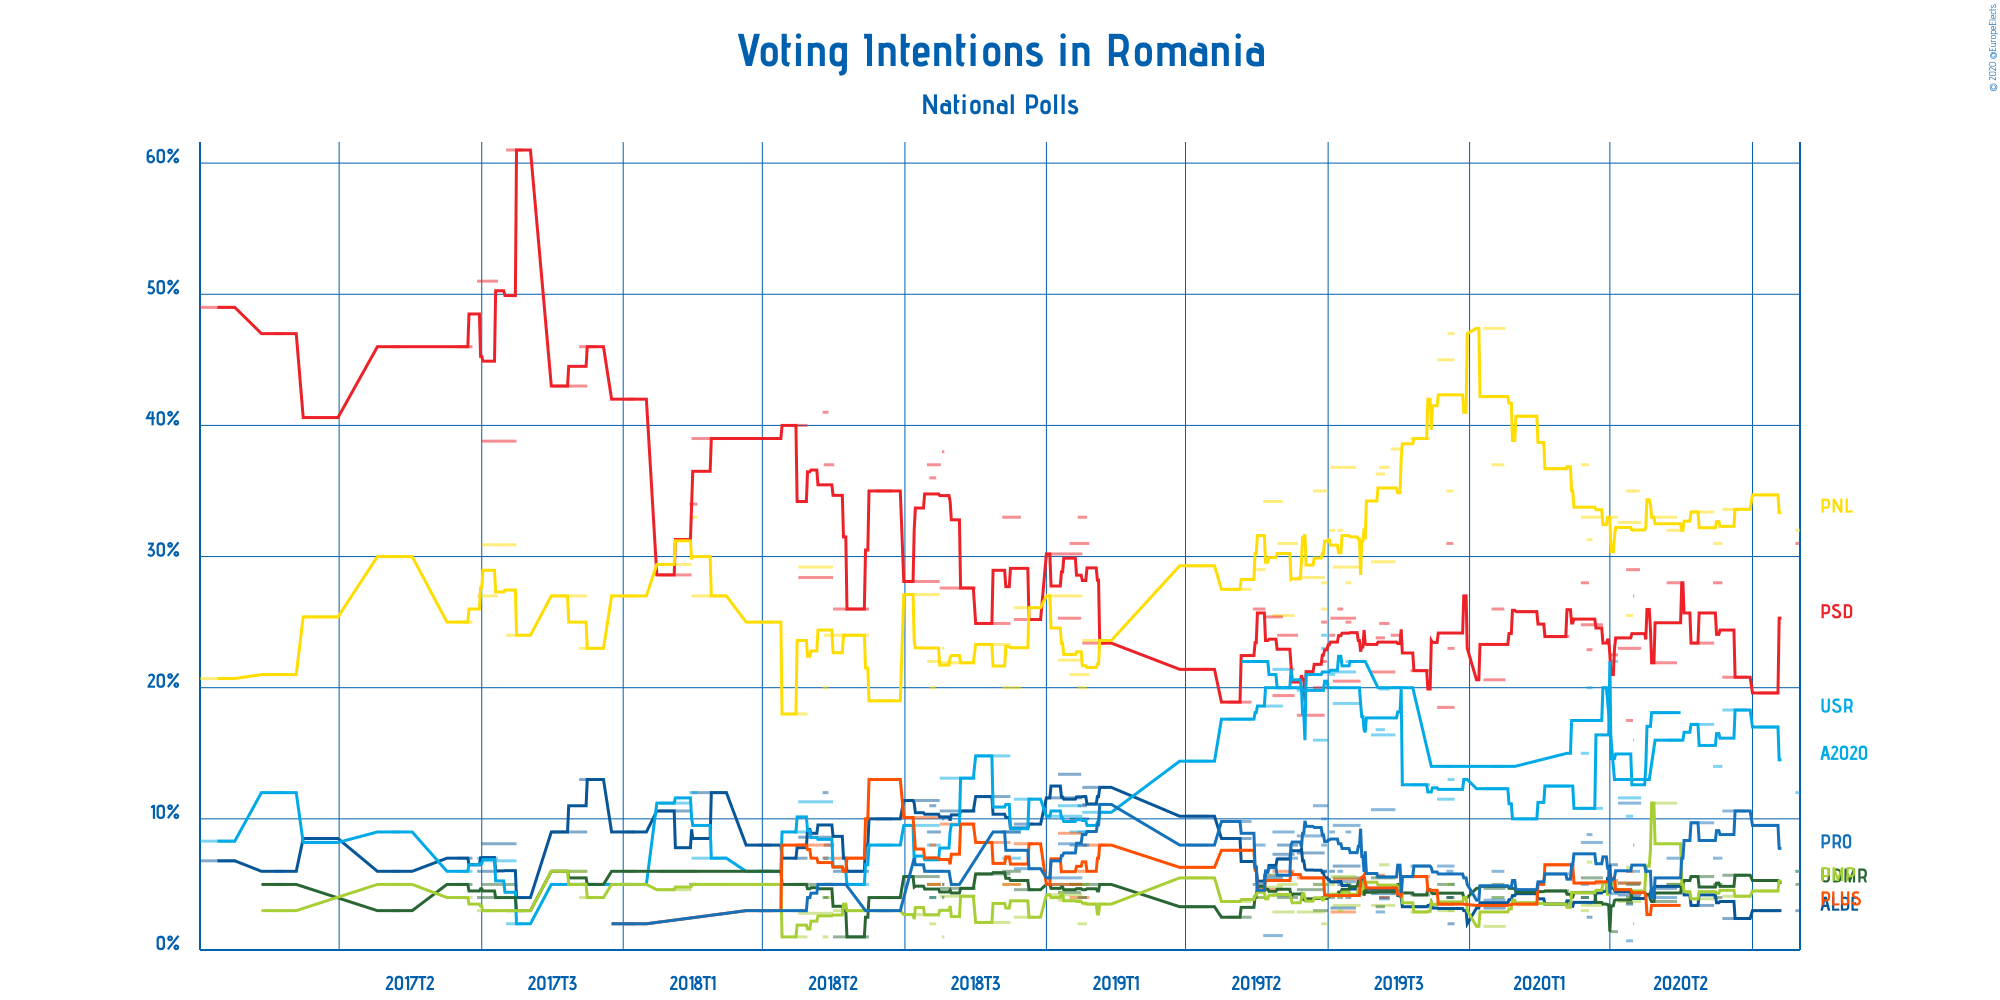 © 2020 @EuropeElects
Voting Intentions in Romania
National Polls
60%
50%
40%
30%
20%
10%
0%
PNL
PSD
USR
A2020
PRO
UDMR
PLUS
ALDE
2017T2
2017T3
2018T1
2018T2
2018T3
2019T1
2019T2
2019T3
2020T1
2020T2